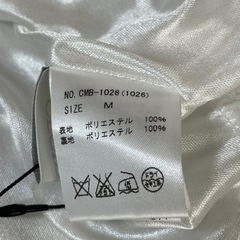 NO. CMB-1028(1026)
SIZE M
表地 ポリエステル 100%
裏地 ポリエステル 100%